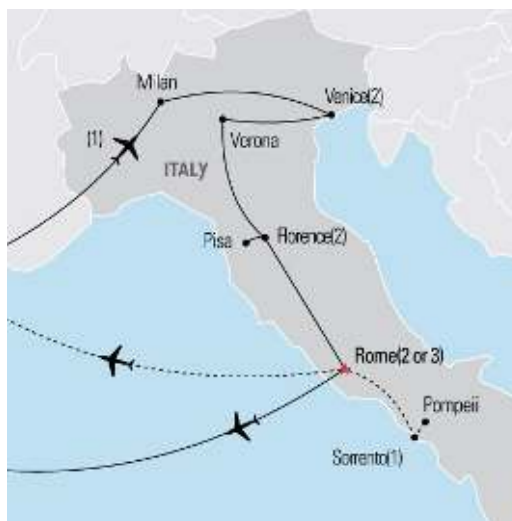 Milan
Venice(2)
(1)
Verona
ITALY
Pisa
Florence(2)
Rome(2 or 3)
Pompeii
Sorrento(1)